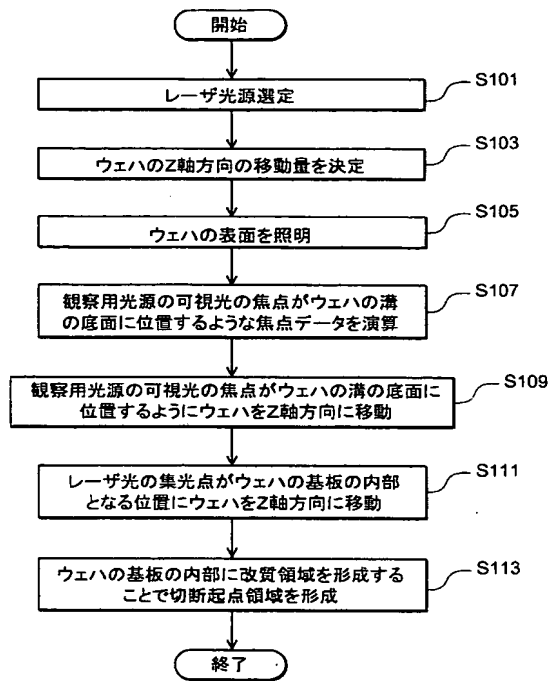 開始
S101
レーザ光源選定
S103
ウェハのZ軸方向の移動量を決定
S105
ウェハの表面を照明
S107
観察用光源の可視光の焦点がウェハの溝
の底面に位置するような焦点データを演算
S109
観察用光源の可視光の焦点がウェハの溝の底面に
位置するようにウェハをZ軸方向に移動
S111
レーザ光の集光点がウェハの基板の内部
となる位置にウェハをZ軸方向に移動
S113
ウェハの基板の内部に改質領域を形成する
ことで切断起点領域を形成
終了